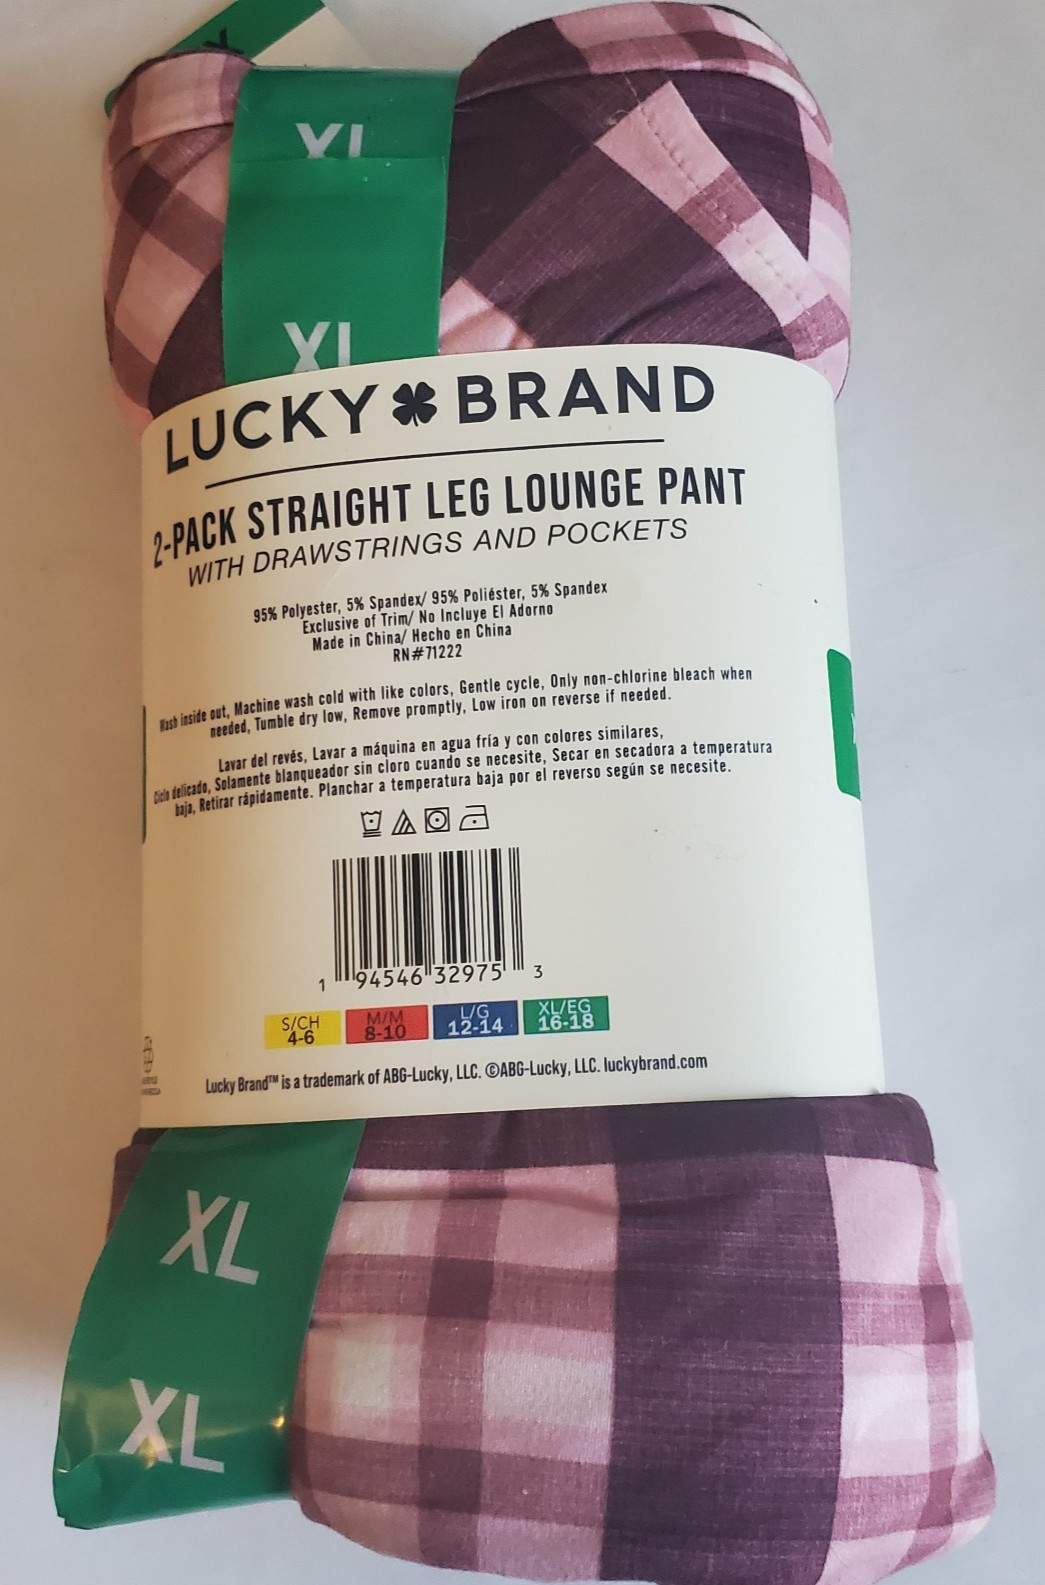 X
XL
XL
LUCKY BRAND
2-PACK STRAIGHT LEG LOUNGE PANT
WITH DRAWSTRINGS AND POCKETS
95% Polyester, 5% Spandex/ 95% Poliéster, 5% Spandex
Exclusive of Trim/ No Incluye El Adorno
Made in China/ Hecho en China
RN#71222
Wash inside out, Machine wash cold with like colors, Gentle cycle, Only non-chlorine bleach when
needed, Tumble dry low, Remove promptly, Low iron on reverse if needed.
Lavar del revés, Lavar a máquina en agua fría y con colores similares,
Ciclo delicado, Solamente blanqueador sin cloro cuando se necesite, Secar en secadora a temperatura
baja, Retirar rápidamente. Planchar a temperatura baja por el reverso según se necesite.
1 94546 32975 3
S/CH M/M L/G XL/EG
4-6 8-10 12-14 16-18
Lucky Brand™ is a trademark of ABG-Lucky, LLC. ©ABG-Lucky, LLC. luckybrand.com
XL
XL